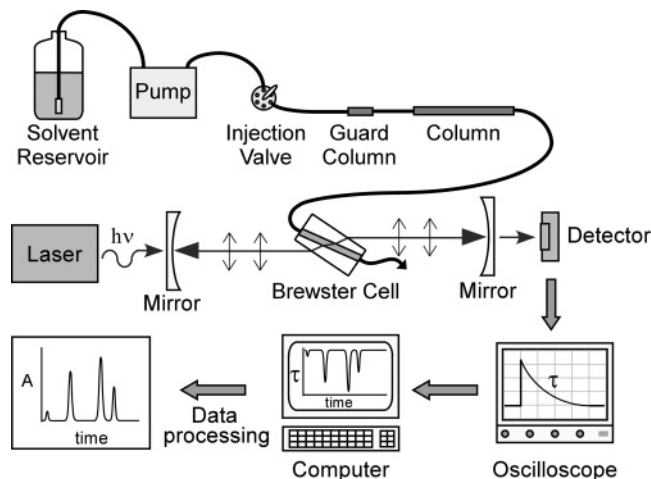 Pump
Solvent
Reservoir
Injection
Valve
Guard
Column
Column
Laser
hν
Mirror
Brewster Cell
Mirror
Detector
A
time
Data
processing
τ
time
Computer
τ
Oscilloscope